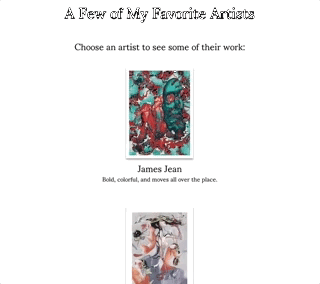 A Few of My Favorite Artists
Choose an artist to see some of their work:
James Jean
Bold, colorful, and moves all over the place.